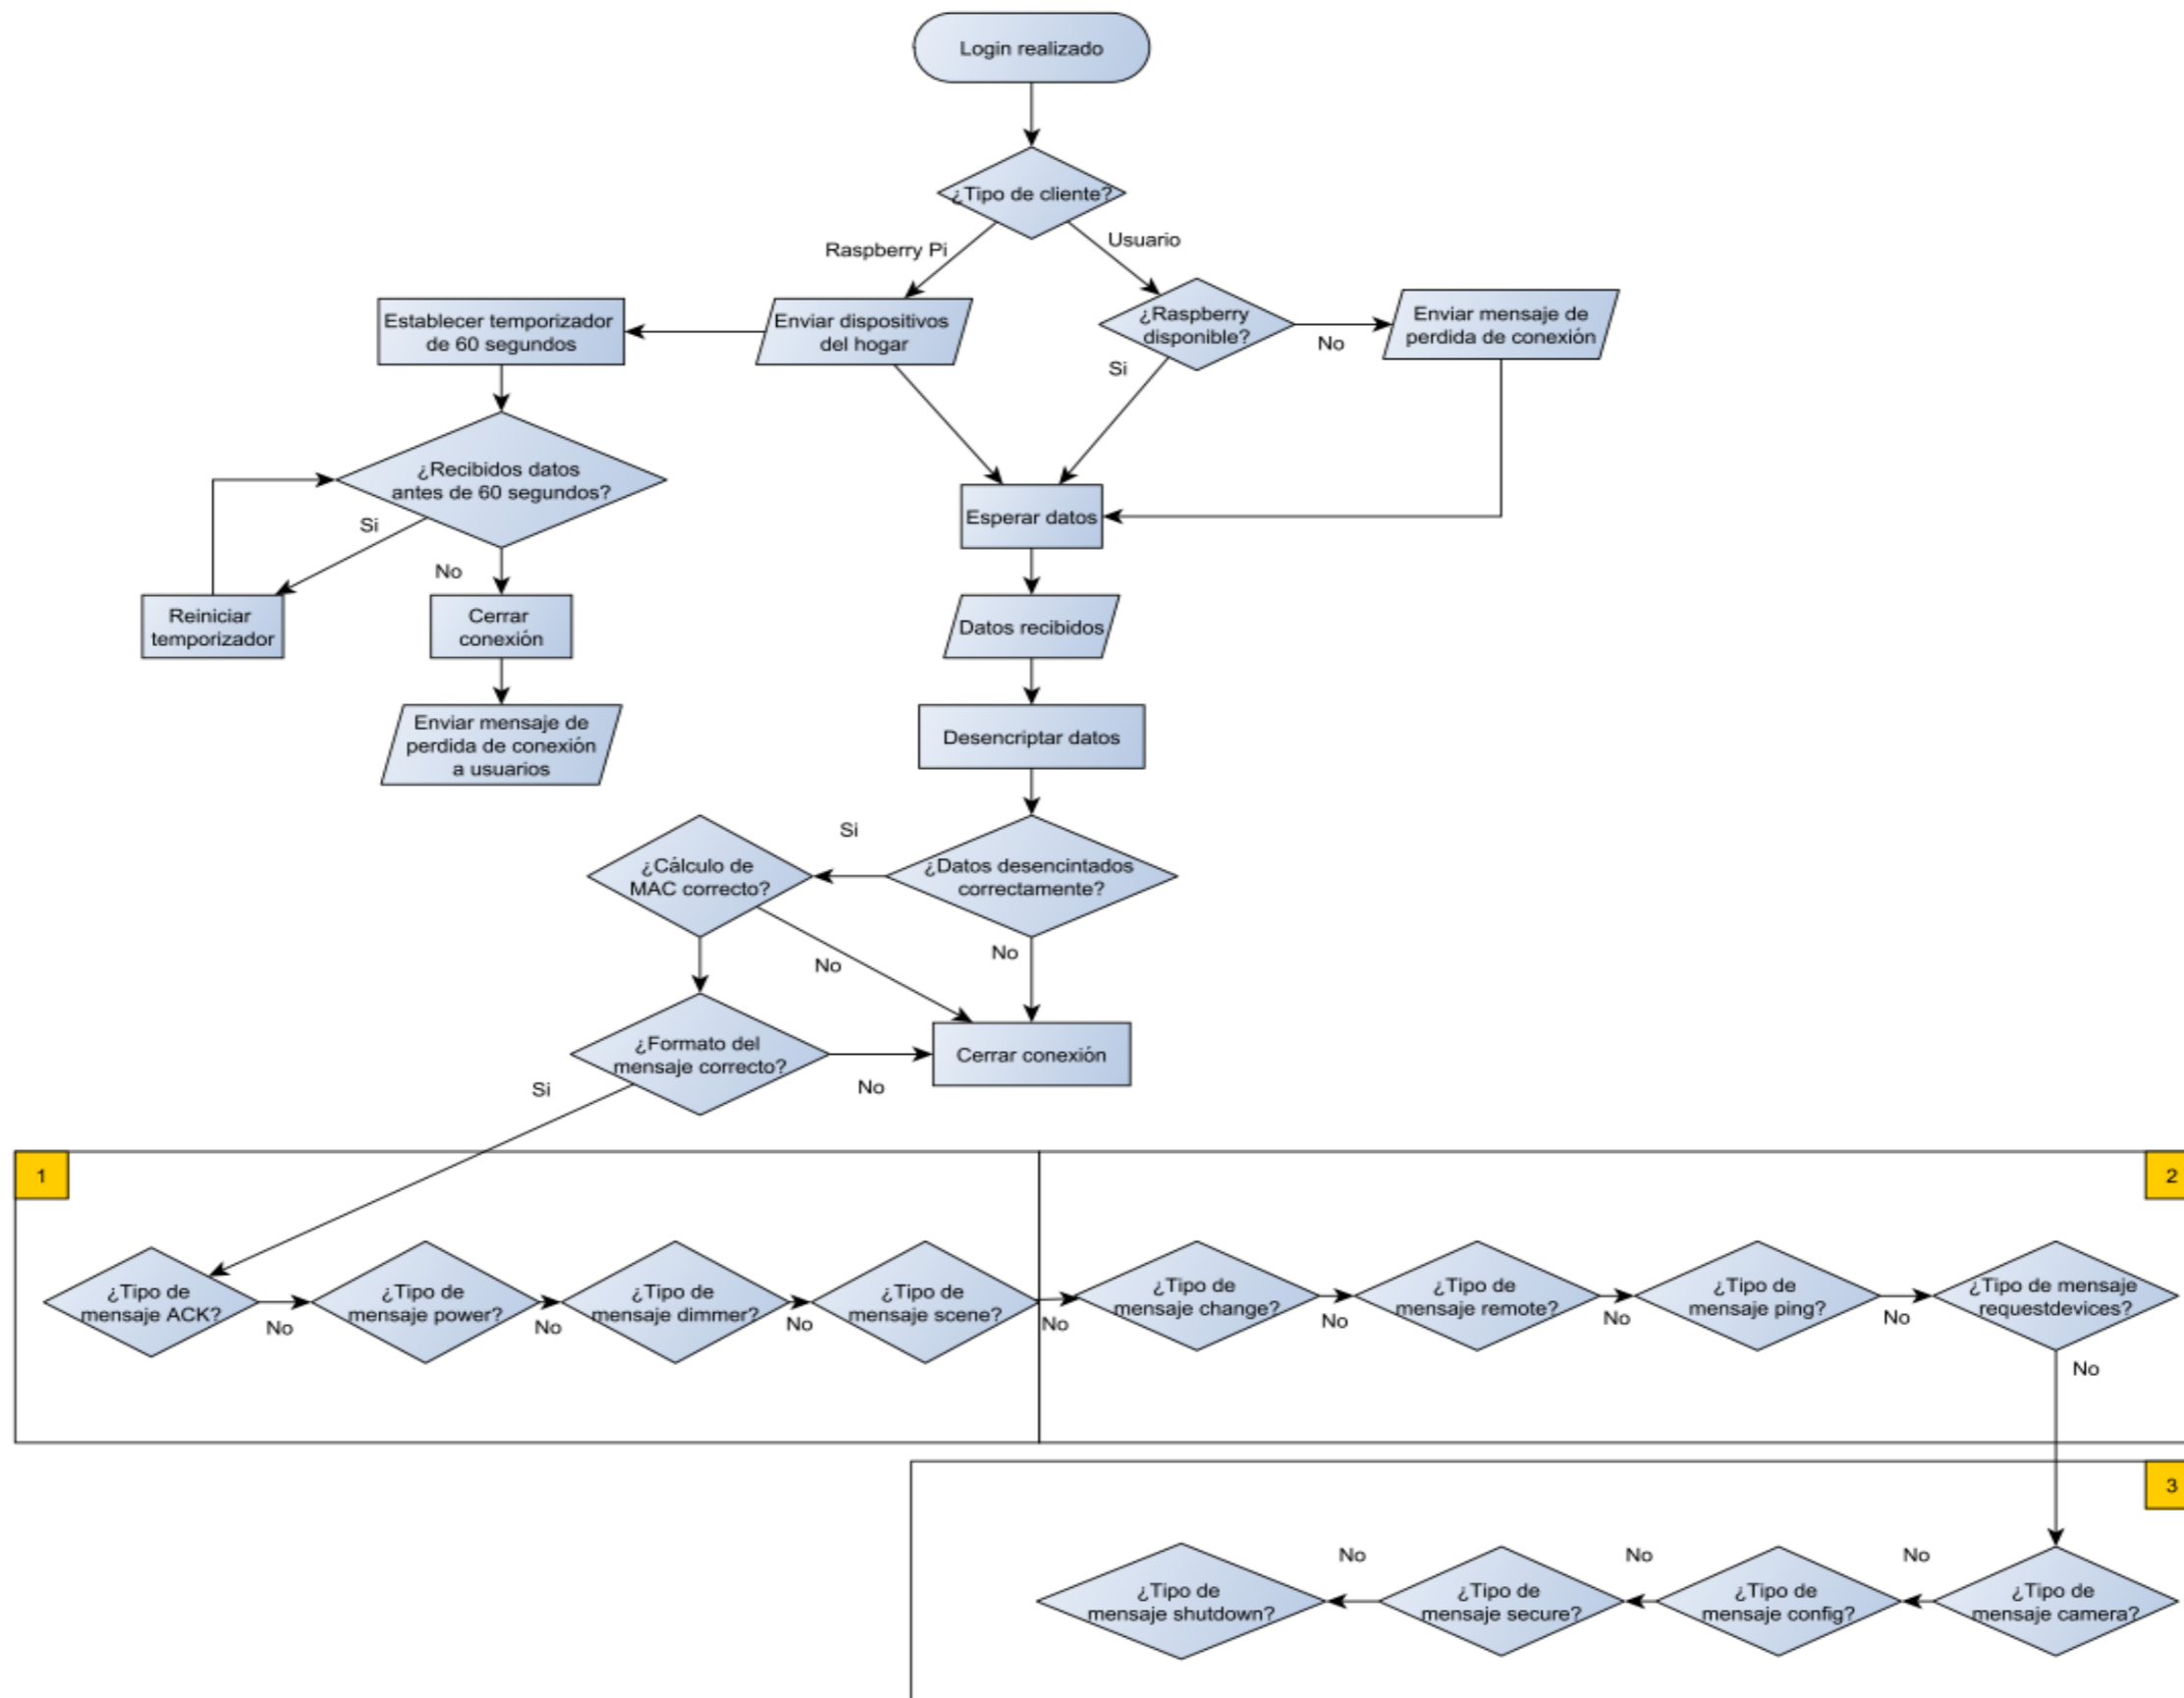 Login realizado
¿Tipo de cliente?
Raspberry Pi
Usuario
Establecer temporizador
de 60 segundos
Enviar dispositivos
del hogar
¿Raspberry
disponible?
No
Enviar mensaje de
perdida de conexión
Si
¿Recibidos datos
antes de 60 segundos?
Si
No
Esperar datos
Reiniciar
temporizador
Cerrar
conexión
Datos recibidos
Enviar mensaje de
perdida de conexión
a usuarios
Desencriptar datos
Si
¿Cálculo de
MAC correcto?
¿Datos desencintados
correctamente?
No
No
¿Formato del
mensaje correcto?
Cerrar conexión
Si
No
1
2
¿Tipo de
mensaje ACK?
No
¿Tipo de
mensaje power?
No
¿Tipo de
mensaje dimmer?
No
¿Tipo de
mensaje scene?
No
¿Tipo de
mensaje change?
No
¿Tipo de
mensaje remote?
No
¿Tipo de
mensaje ping?
No
¿Tipo de mensaje
requestdevices?
No
3
¿Tipo de
mensaje shutdown?
No
¿Tipo de
mensaje secure?
No
¿Tipo de
mensaje config?
No
¿Tipo de
mensaje camera?